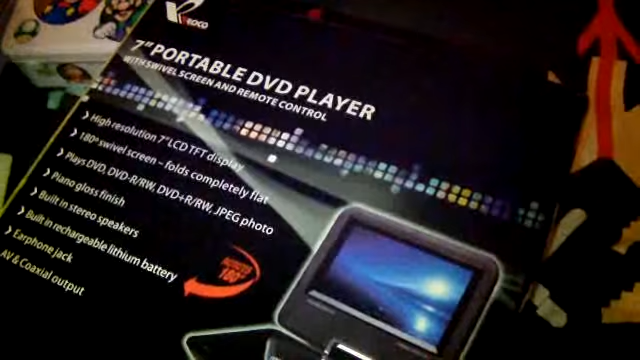 7" PORTABLE DVD PLAYER
WITH SWIVEL SCREEN AND REMOTE CONTROL
High resolution 7" LCD TFT display
180° swivel screen – folds completely flat
Plays DVD, DVD-R/RW, DVD+R/RW, JPEG photo
Piano gloss finish
Built in stereo speakers
Built in rechargeable lithium battery
Earphone jack
AV & Coaxial output
180°